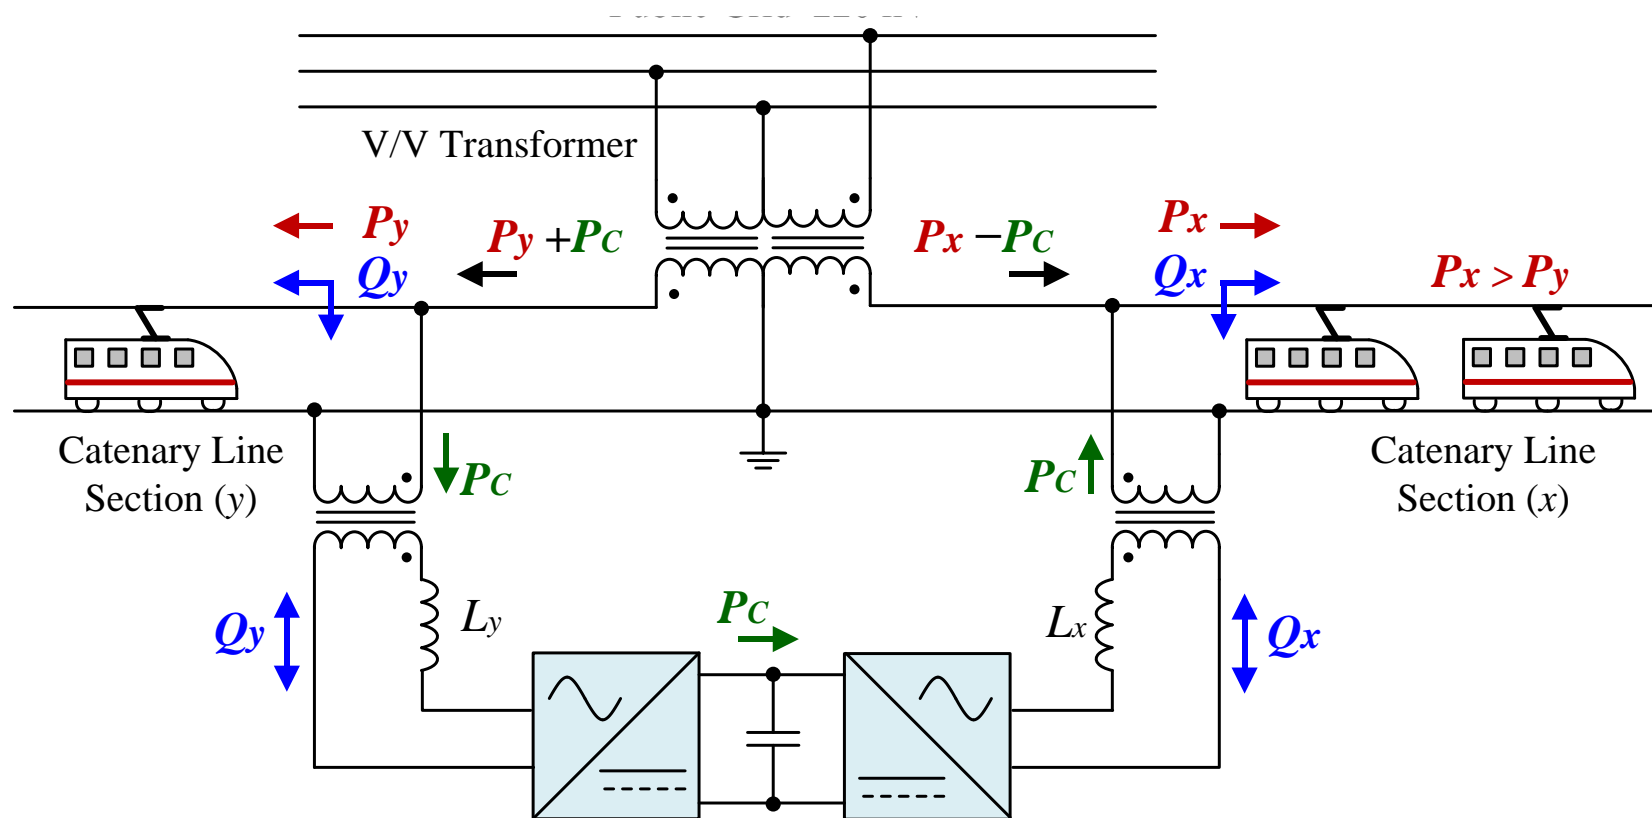 V/V Transformer
Py
Py +PC
Px −PC
Px
Qy
Qx
Px > Py
Catenary Line
Section (y)
PC
PC
Catenary Line
Section (x)
Qy
Ly
PC
Lx
Qx